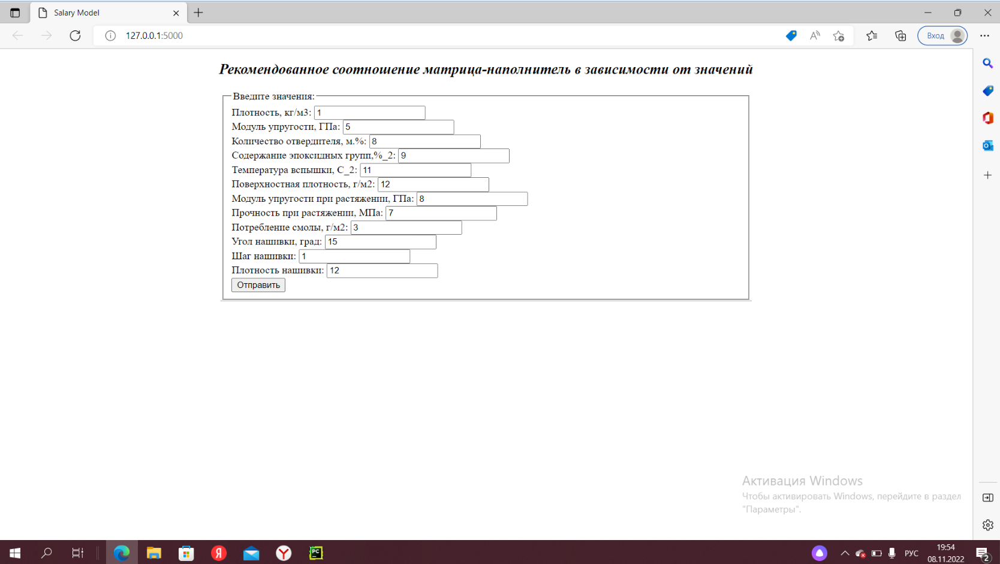 Salary Model
127.0.0.1:5000
Вход
Рекомендованное соотношение матрица-наполнитель в зависимости от значений
Введите значения:
Плотность, кг/м3: 1
Модуль упругости, ГПа: 5
Количество отвердителя, м.%: 8
Содержание эпоксидных групп,%_2: 9
Температура вспышки, С_2: 11
Поверхностная плотность, г/м2: 12
Модуль упругости при растяжении, ГПа: 8
Прочность при растяжении, МПа: 7
Потребление смолы, г/м2: 3
Угол нашивки, град: 15
Шаг нашивки: 1
Плотность нашивки: 12
Отправить
Активация Windows
Чтобы активировать Windows, перейдите в раздел
"Параметры".
Я
Y
PC
РУС
19:54
08.11.2022
2